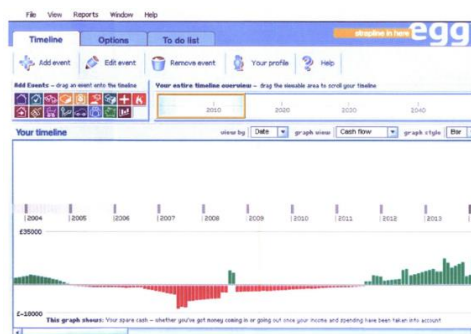 File View Reports Window Help
Timeline Options To do list
strapline in here egg
Add event Edit event Remove event Your profile Help
Add Events – drag an event onto the timeline
Your entire timeline overview – drag the viewable area to scroll your timeline
2010 2020 2030 2040
Your timeline view by Date graph view Cash flow graph style Bar
2004 2005 2006 2007 2008 2009 2010 2011 2012 2013
£35000
£-10000
This graph shows: Your spare cash – whether you've got money coming in or going out once your income and spending have been taken into account